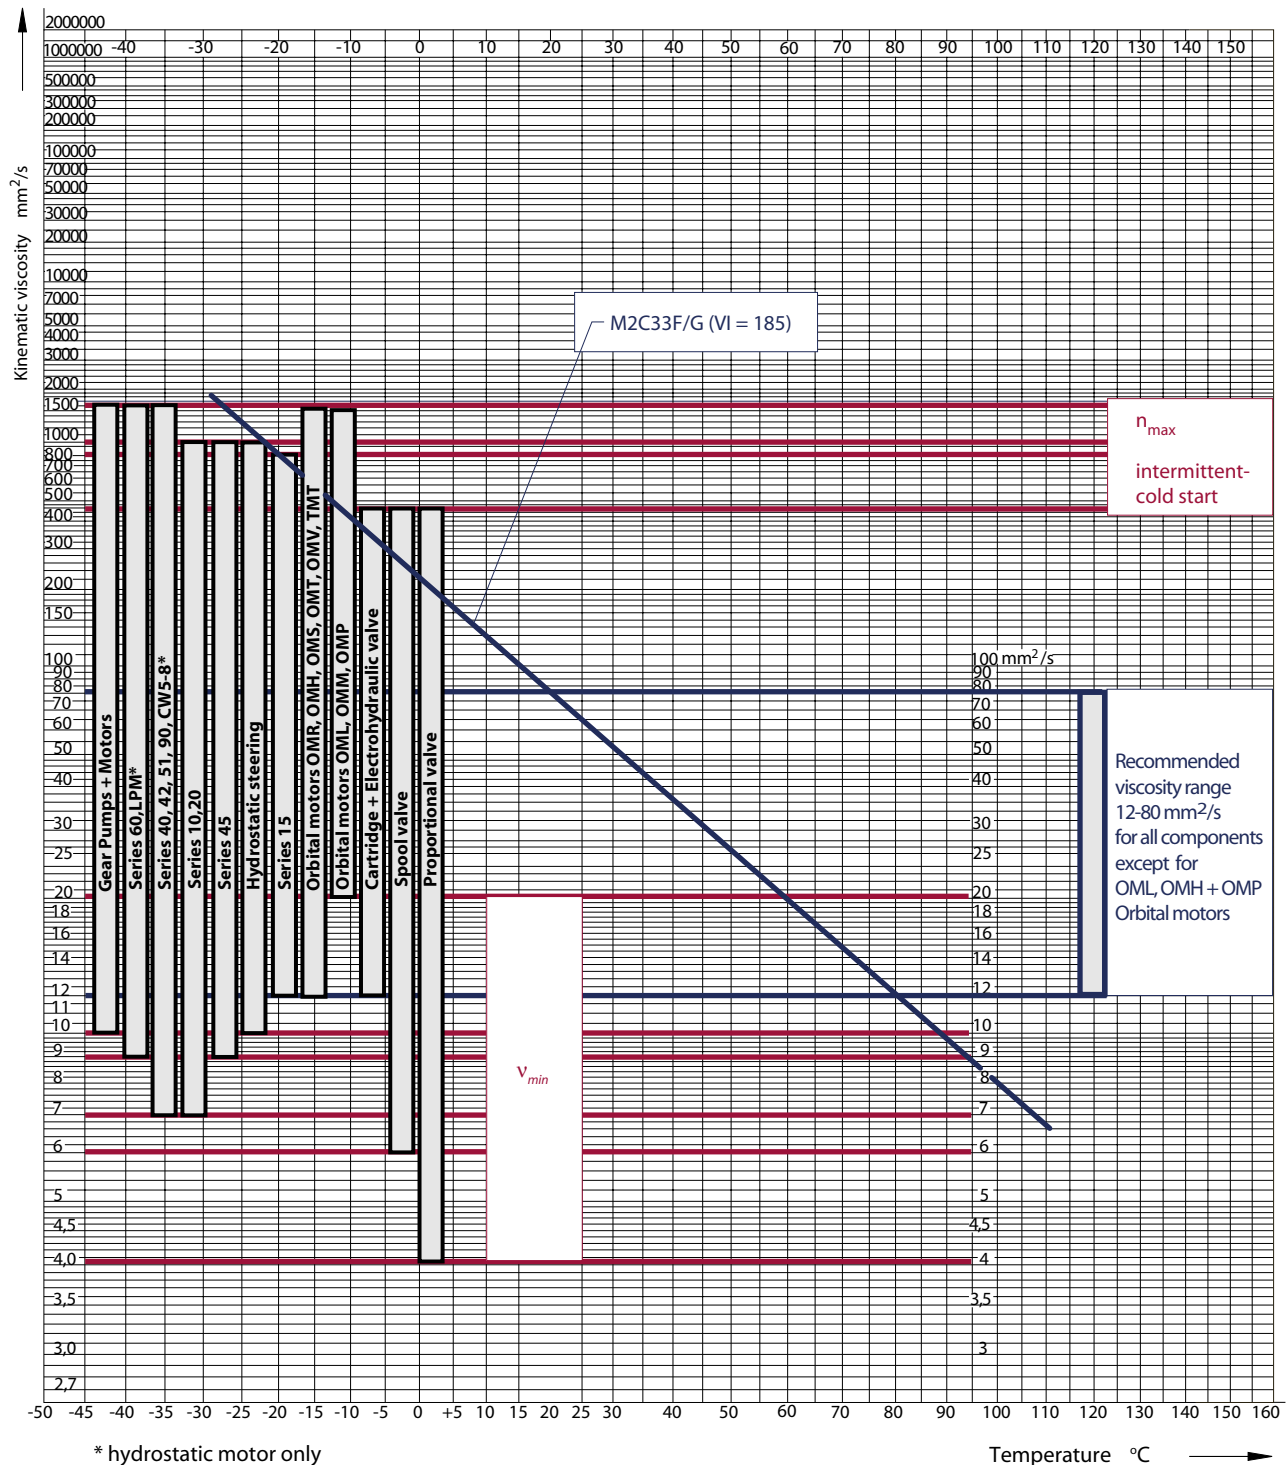 2000000
1000000
-40 -30 -20 -10 0 10 20 30 40 50 60 70 80 90 100 110 120 130 140 150
500000
300000
200000
100000
70000
50000
30000
20000
10000
7000
5000
4000
3000
2000
1500
1000
800
700
600
500
400
300
200
150
100
90
80
70
60
50
40
30
25
20
18
16
14
12
11
10
9
8
7
6
5
4,5
4,0
3,5
3,0
2,7
Kinematic viscosity mm²/s
M2C33F/G (VI = 185)
n max
intermittent-
cold start
Gear Pumps + Motors
Series 60,LPM*
Series 40, 42, 51, 90, CW5-8*
Series 10,20
Series 45
Hydrostatic steering
Series 15
Orbital motors OMR, OMH, OMS, OMT, OMV, TMT
Orbital motors OML, OMM, OMP
Cartridge + Electrohydraulic valve
Spool valve
Proportional valve
ν min
100 mm²/s
90
80
70
60
50
40
30
25
20
18
16
14
12
10
9
8
7
6
5
4,5
4
3,5
3
Recommended
viscosity range
12-80 mm²/s
for all components
except for
OML, OMH + OMP
Orbital motors
-50 -45 -40 -35 -30 -25 -20 -15 -10 -5 0 +5 10 15 20 25 30 40 50 60 70 80 90 100 110 120 130 140 150 160
* hydrostatic motor only
Temperature °C